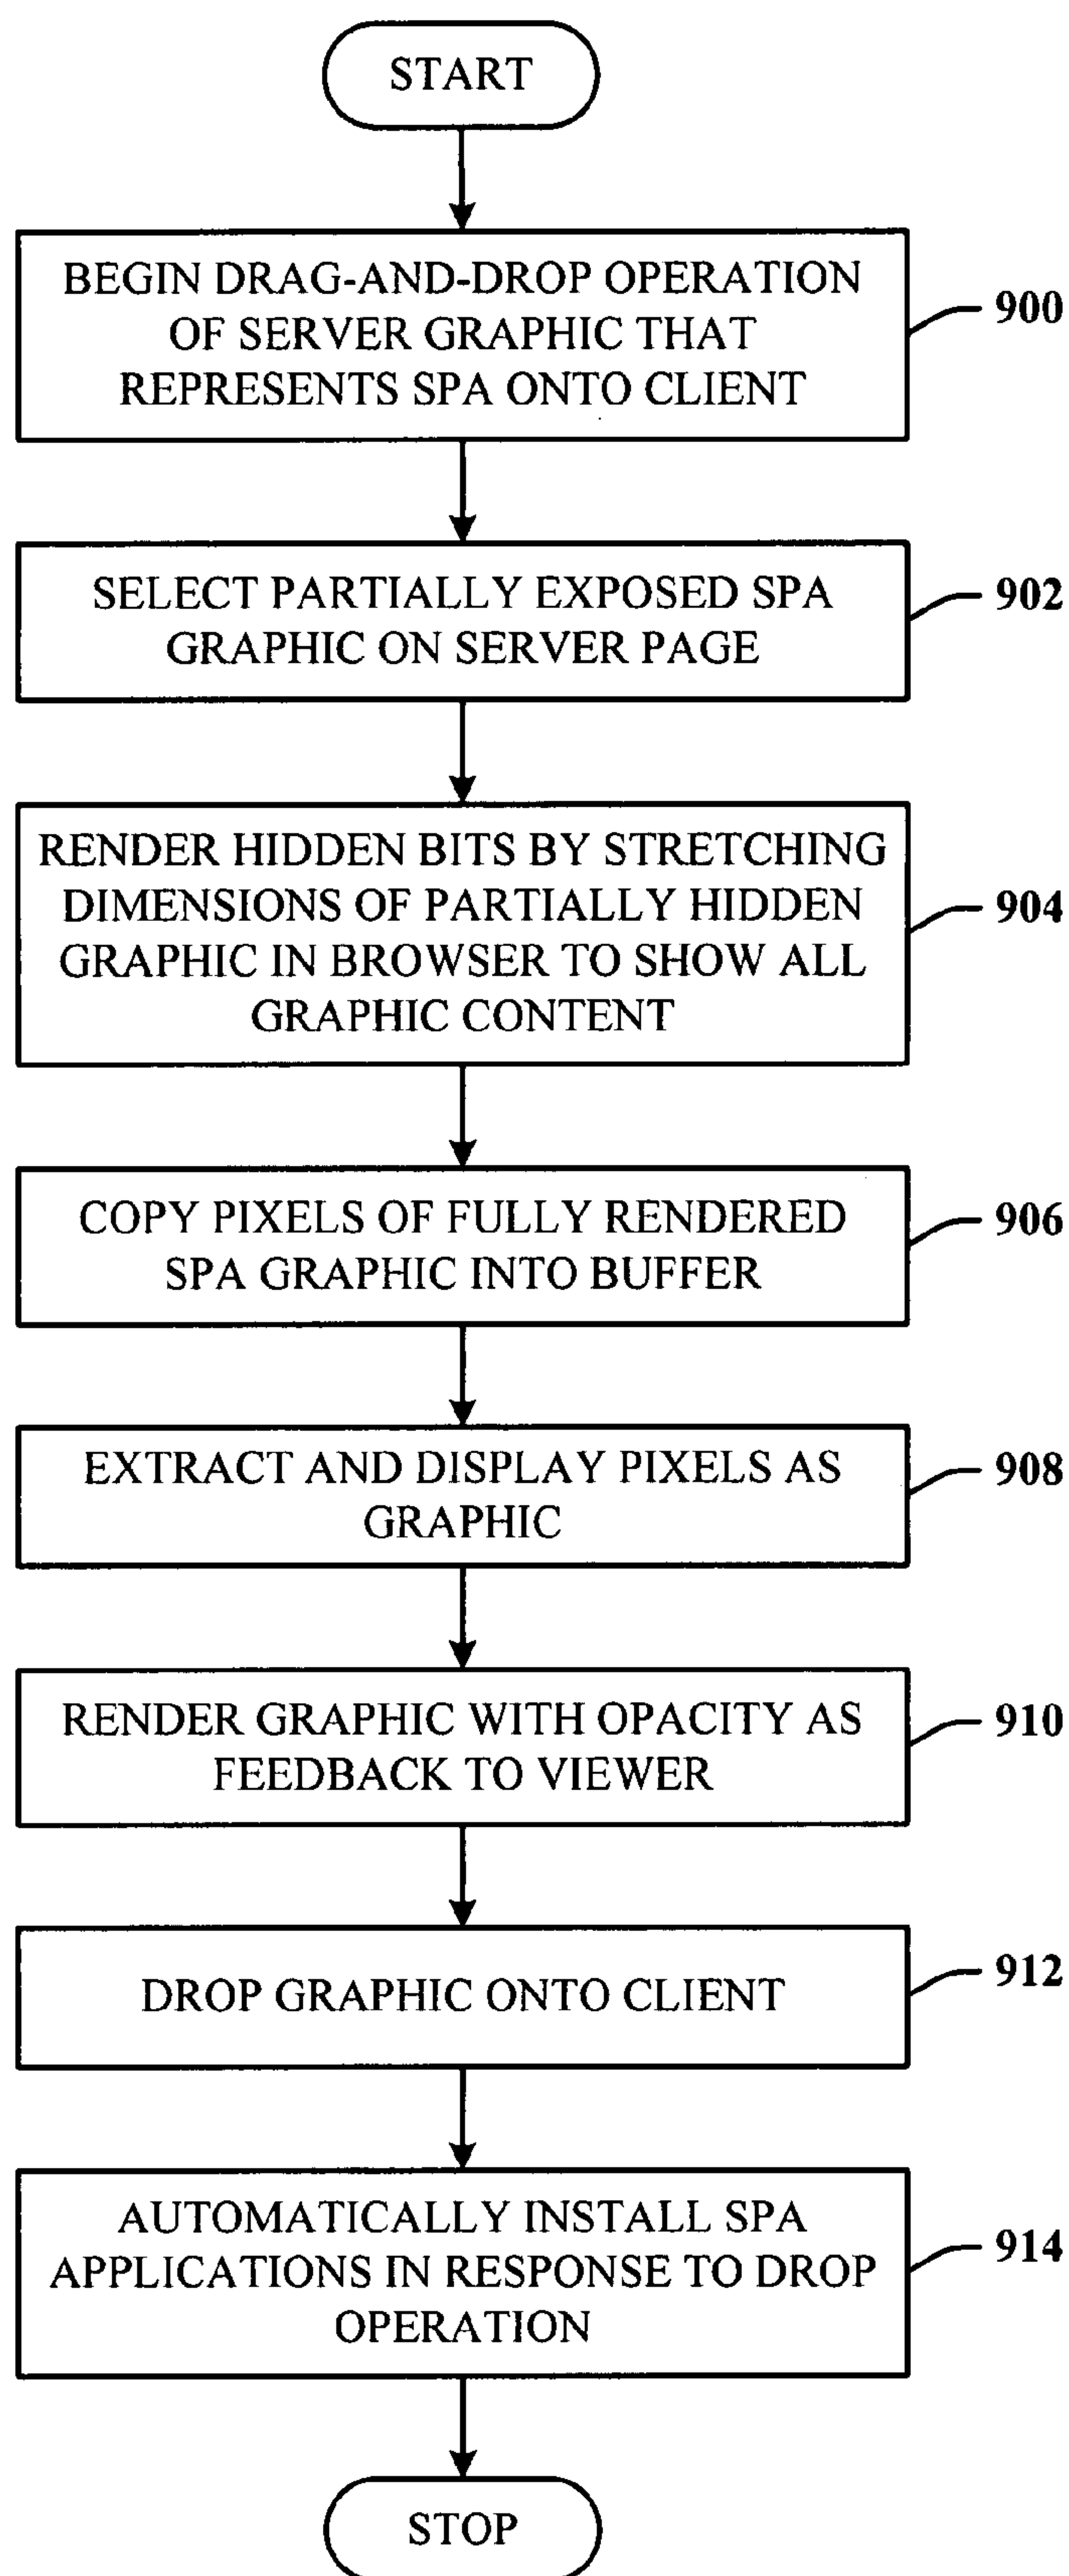 START
BEGIN DRAG-AND-DROP OPERATION
OF SERVER GRAPHIC THAT
REPRESENTS SPA ONTO CLIENT
900
SELECT PARTIALLY EXPOSED SPA
GRAPHIC ON SERVER PAGE
902
RENDER HIDDEN BITS BY STRETCHING
DIMENSIONS OF PARTIALLY HIDDEN
GRAPHIC IN BROWSER TO SHOW ALL
GRAPHIC CONTENT
904
COPY PIXELS OF FULLY RENDERED
SPA GRAPHIC INTO BUFFER
906
EXTRACT AND DISPLAY PIXELS AS
GRAPHIC
908
RENDER GRAPHIC WITH OPACITY AS
FEEDBACK TO VIEWER
910
DROP GRAPHIC ONTO CLIENT
912
AUTOMATICALLY INSTALL SPA
APPLICATIONS IN RESPONSE TO DROP
OPERATION
914
STOP